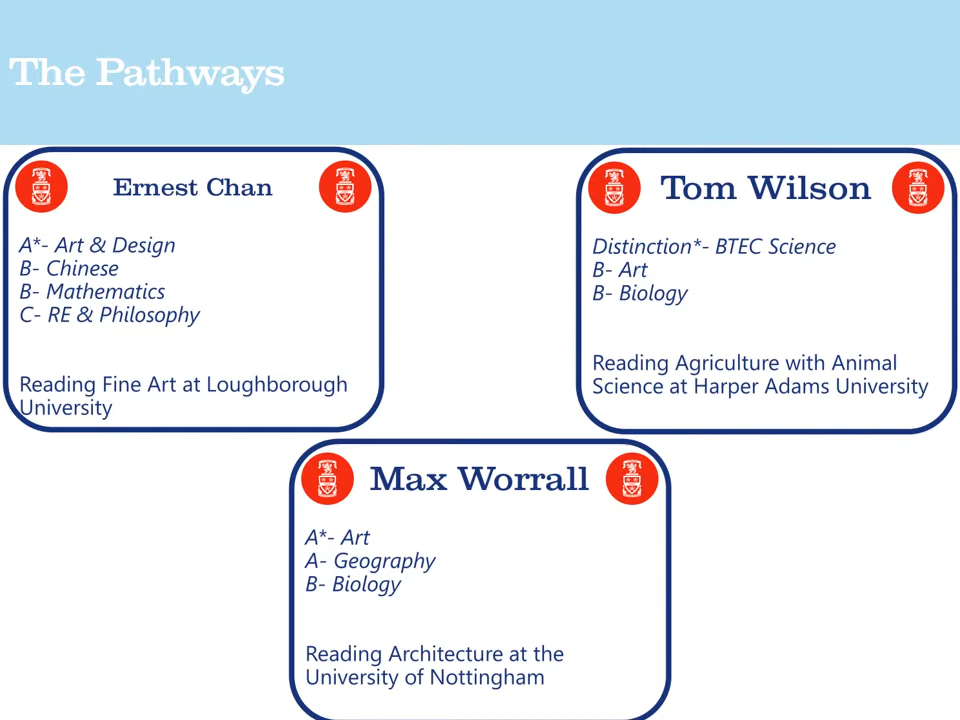 The Pathways
Ernest Chan
A*- Art & Design
B- Chinese
B- Mathematics
C- RE & Philosophy
Reading Fine Art at Loughborough
University
Tom Wilson
Distinction*- BTEC Science
B- Art
B- Biology
Reading Agriculture with Animal
Science at Harper Adams University
Max Worrall
A*- Art
A- Geography
B- Biology
Reading Architecture at the
University of Nottingham